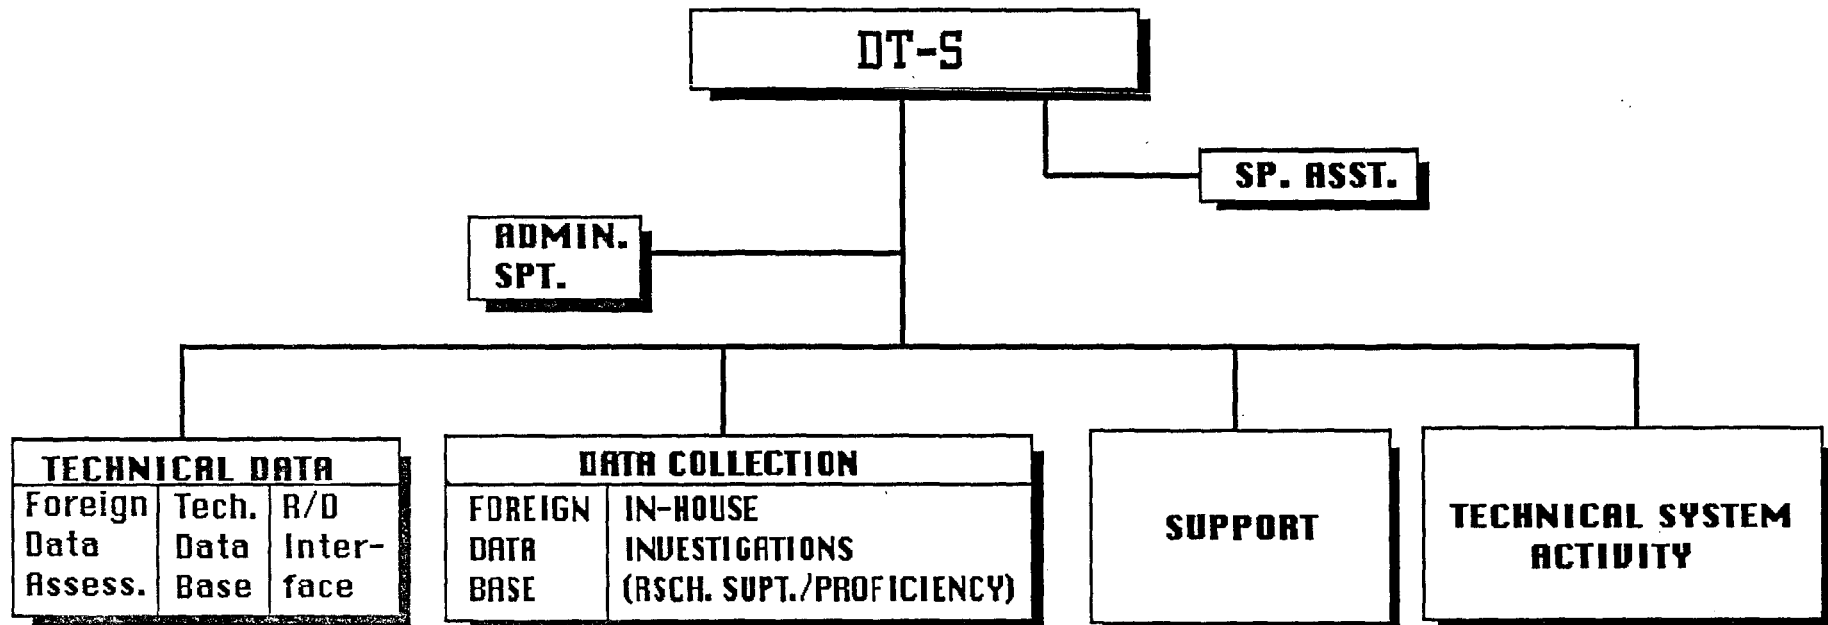 DT-S
SP. ASST.
ADMIN.
SPT.
TECHNICAL DATA
Foreign
Data
Assess.
Tech.
Data
Base
R/D
Inter-
face
DATA COLLECTION
FOREIGN
DATA
BASE
IN-HOUSE
INVESTIGATIONS
(RSCH. SUPT./PROFICIENCY)
SUPPORT
TECHNICAL SYSTEM
ACTIVITY